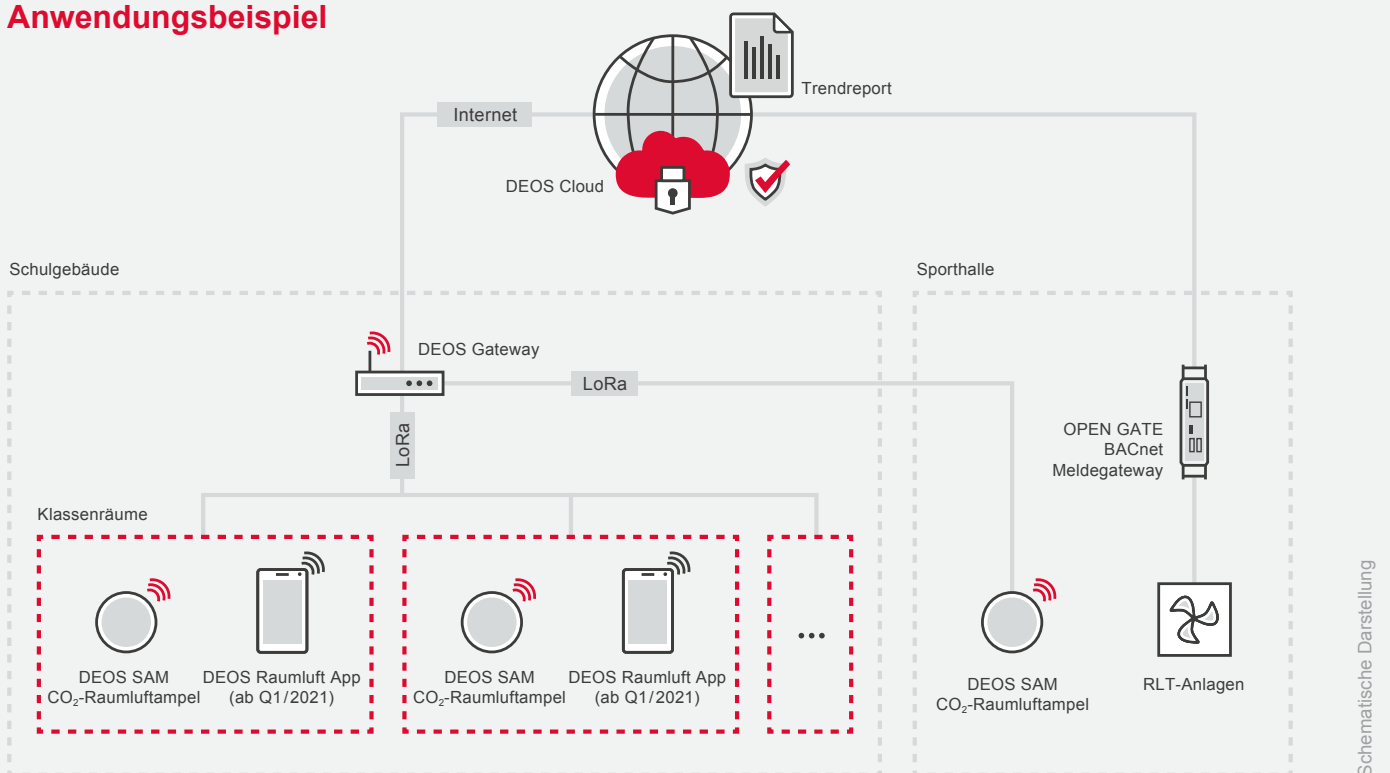 Anwendungsbeispiel
Trendreport
Internet
DEOS Cloud
Schulgebäude
Sporthalle
DEOS Gateway
LoRa
LoRa
OPEN GATE
BACnet
Meldegateway
Klassenräume
DEOS SAM
CO₂-Raumluftampel
DEOS Raumluft App
(ab Q1/2021)
DEOS SAM
CO₂-Raumluftampel
DEOS Raumluft App
(ab Q1/2021)
...
DEOS SAM
CO₂-Raumluftampel
RLT-Anlagen
Schematische Darstellung